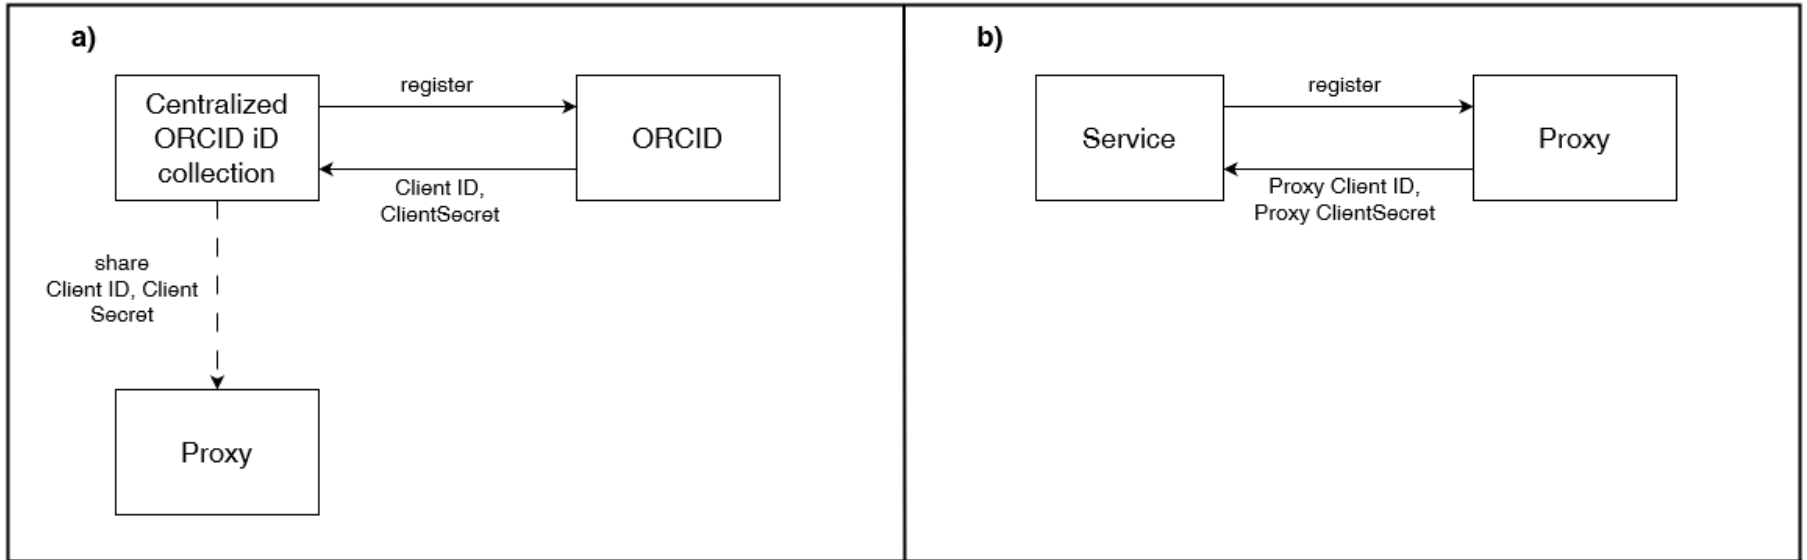 a)
Centralized
ORCID iD
collection
register
ORCID
Client ID,
ClientSecret
share
Client ID, Client
Secret
Proxy
b)
Service
register
Proxy
Proxy Client ID,
Proxy ClientSecret